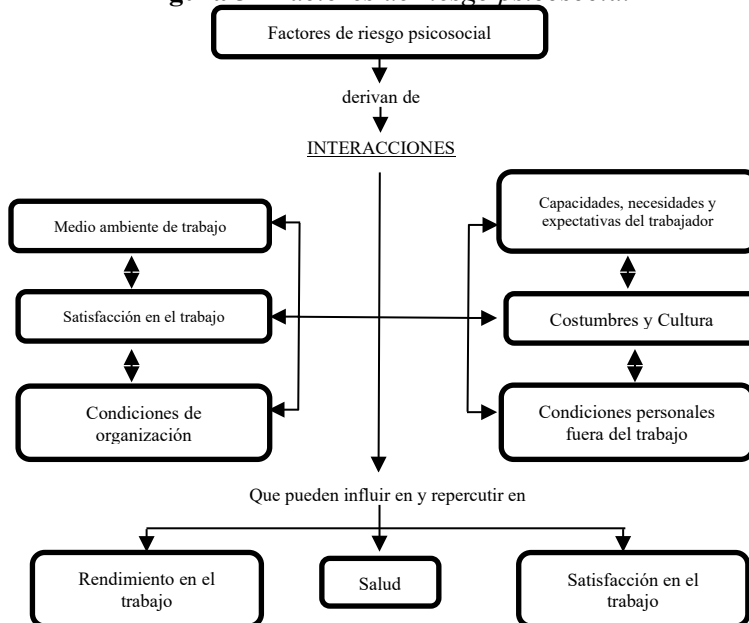 Factores de riesgo psicosocial
derivan de
INTERACCIONES
Medio ambiente de trabajo
Capacidades, necesidades y
expectativas del trabajador
Satisfacción en el trabajo
Costumbres y Cultura
Condiciones de
organización
Condiciones personales
fuera del trabajo
Que pueden influir en y repercutir en
Rendimiento en el
trabajo
Salud
Satisfacción en el
trabajo